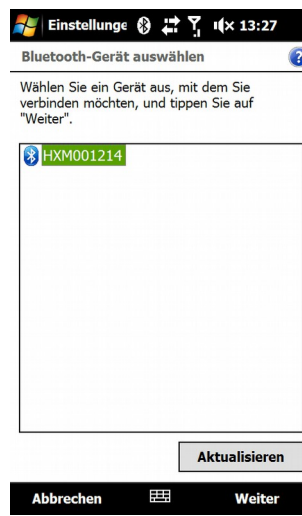 Einstellunge 13:27
Bluetooth-Gerät auswählen ?
Wählen Sie ein Gerät aus, mit dem Sie
verbinden möchten, und tippen Sie auf
"Weiter".
HXM001214
Aktualisieren
Abbrechen Weiter